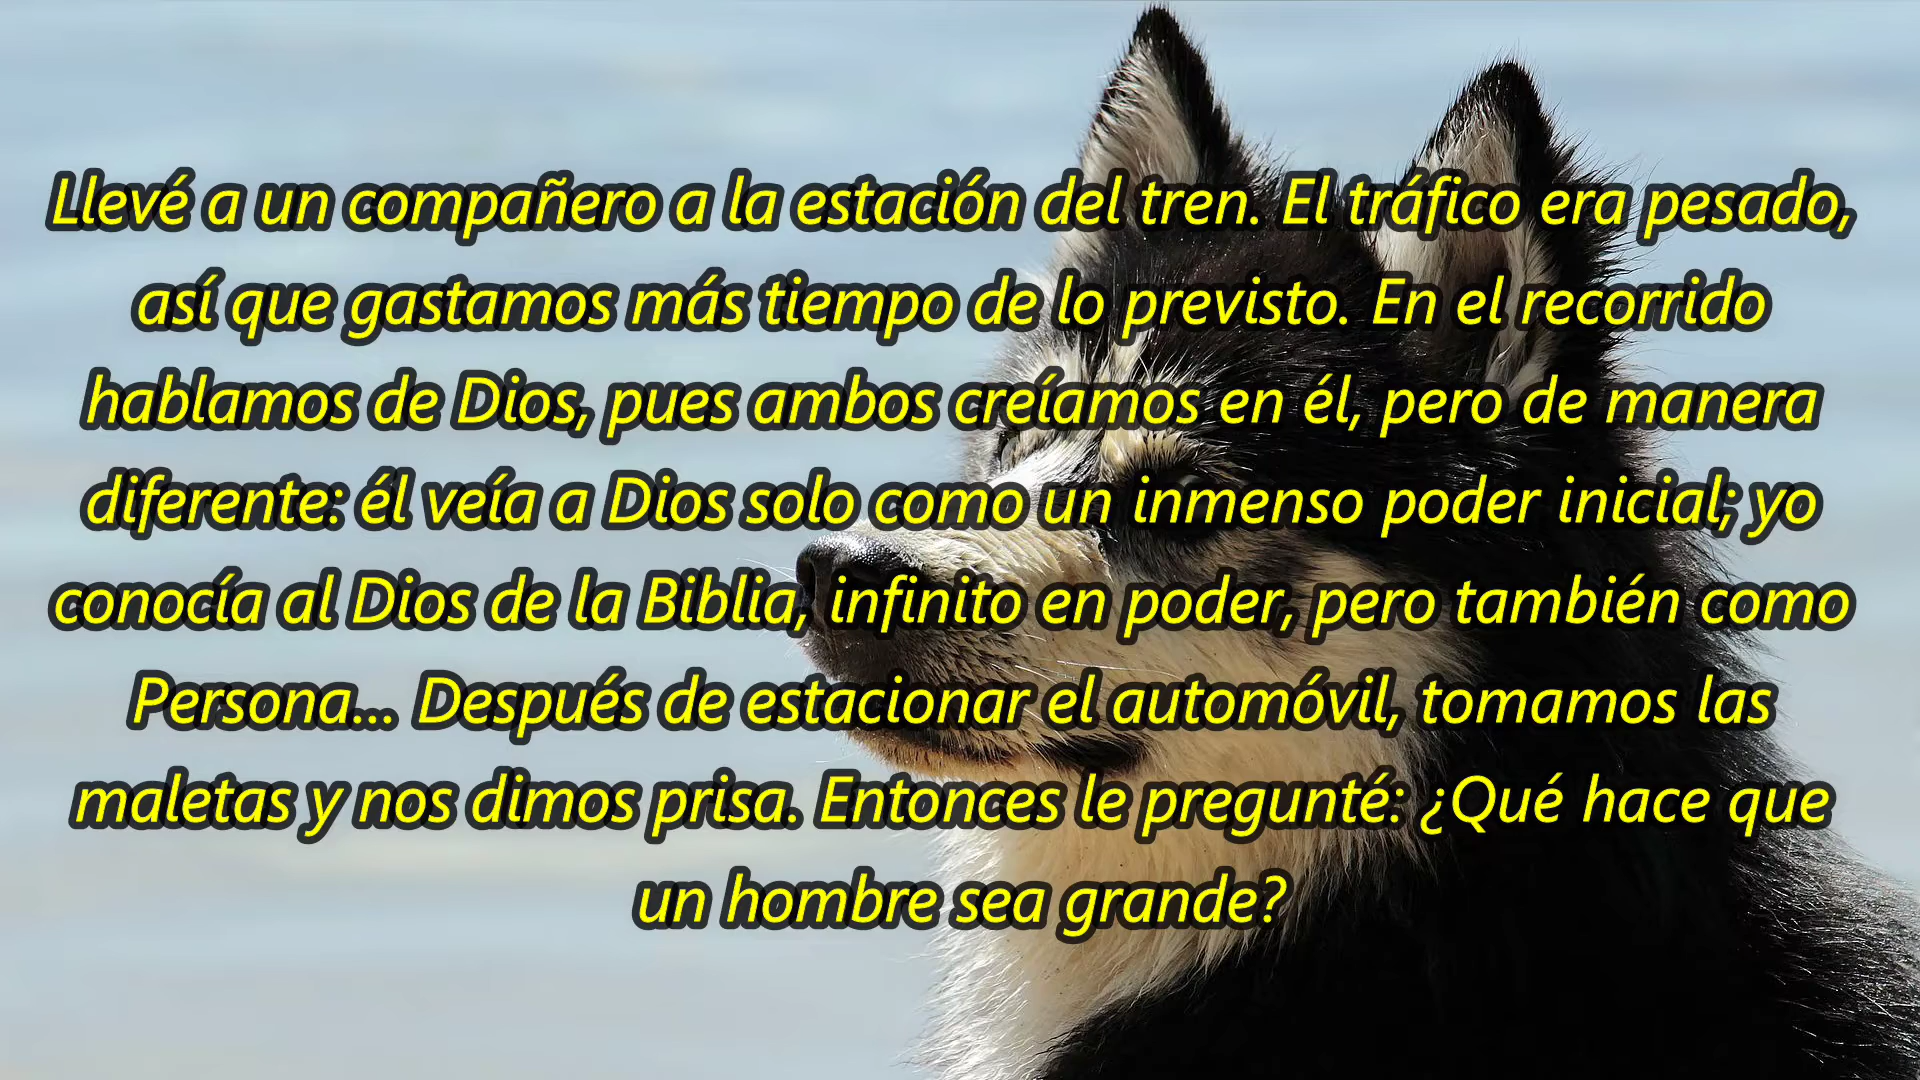 Llevé a un compañero a la estación del tren. El tráfico era pesado,
así que gastamos más tiempo de lo previsto. En el recorrido
hablamos de Dios, pues ambos creíamos en él, pero de manera
diferente: él veía a Dios solo como un inmenso poder inicial; yo
conocía al Dios de la Biblia, infinito en poder, pero también como
Persona... Después de estacionar el automóvil, tomamos las
maletas y nos dimos prisa. Entonces le pregunté: ¿Qué hace que
un hombre sea grande?